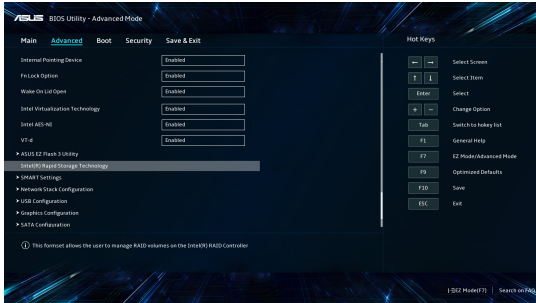 ASUS BIOS Utility - Advanced Mode
Main Advanced Boot Security Save & Exit
Hot Keys
Internal Pointing Device Enabled
Fn Lock Option Enabled
Wake On Lid Open Enabled
Intel Virtualization Technology Enabled
Intel AES-NI Enabled
VT-d Enabled
> ASUS EZ Flash 3 Utility
Intel(R) Rapid Storage Technology
> SMART Settings
> Network Stack Configuration
> USB Configuration
> Graphics Configuration
> SATA Configuration
This formset allows the user to manage RAID volumes on the Intel(R) RAID Controller
← → Select Screen
↑ ↓ Select Item
Enter Select
+ − Change Option
Tab Switch to hokey list
F1 General Help
F7 EZ Mode/Advanced Mode
F9 Optimized Defaults
F10 Save
ESC Exit
EZ Mode(F7) | Search on FAQ